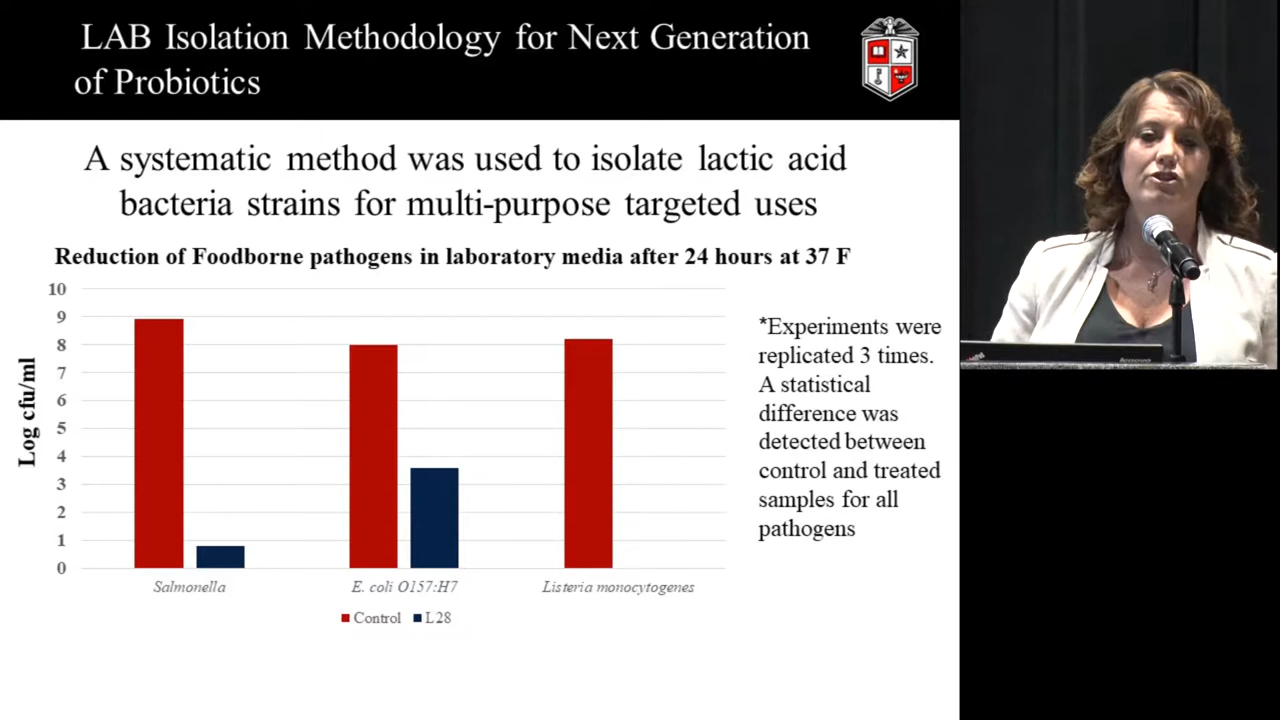 LAB Isolation Methodology for Next Generation
of Probiotics
A systematic method was used to isolate lactic acid
bacteria strains for multi-purpose targeted uses
Reduction of Foodborne pathogens in laboratory media after 24 hours at 37 F
Log cfu/ml
10
9
8
7
6
5
4
3
2
1
0
Salmonella
E. coli O157:H7
Listeria monocytogenes
Control
L28
*Experiments were
replicated 3 times.
A statistical
difference was
detected between
control and treated
samples for all
pathogens
lenovo